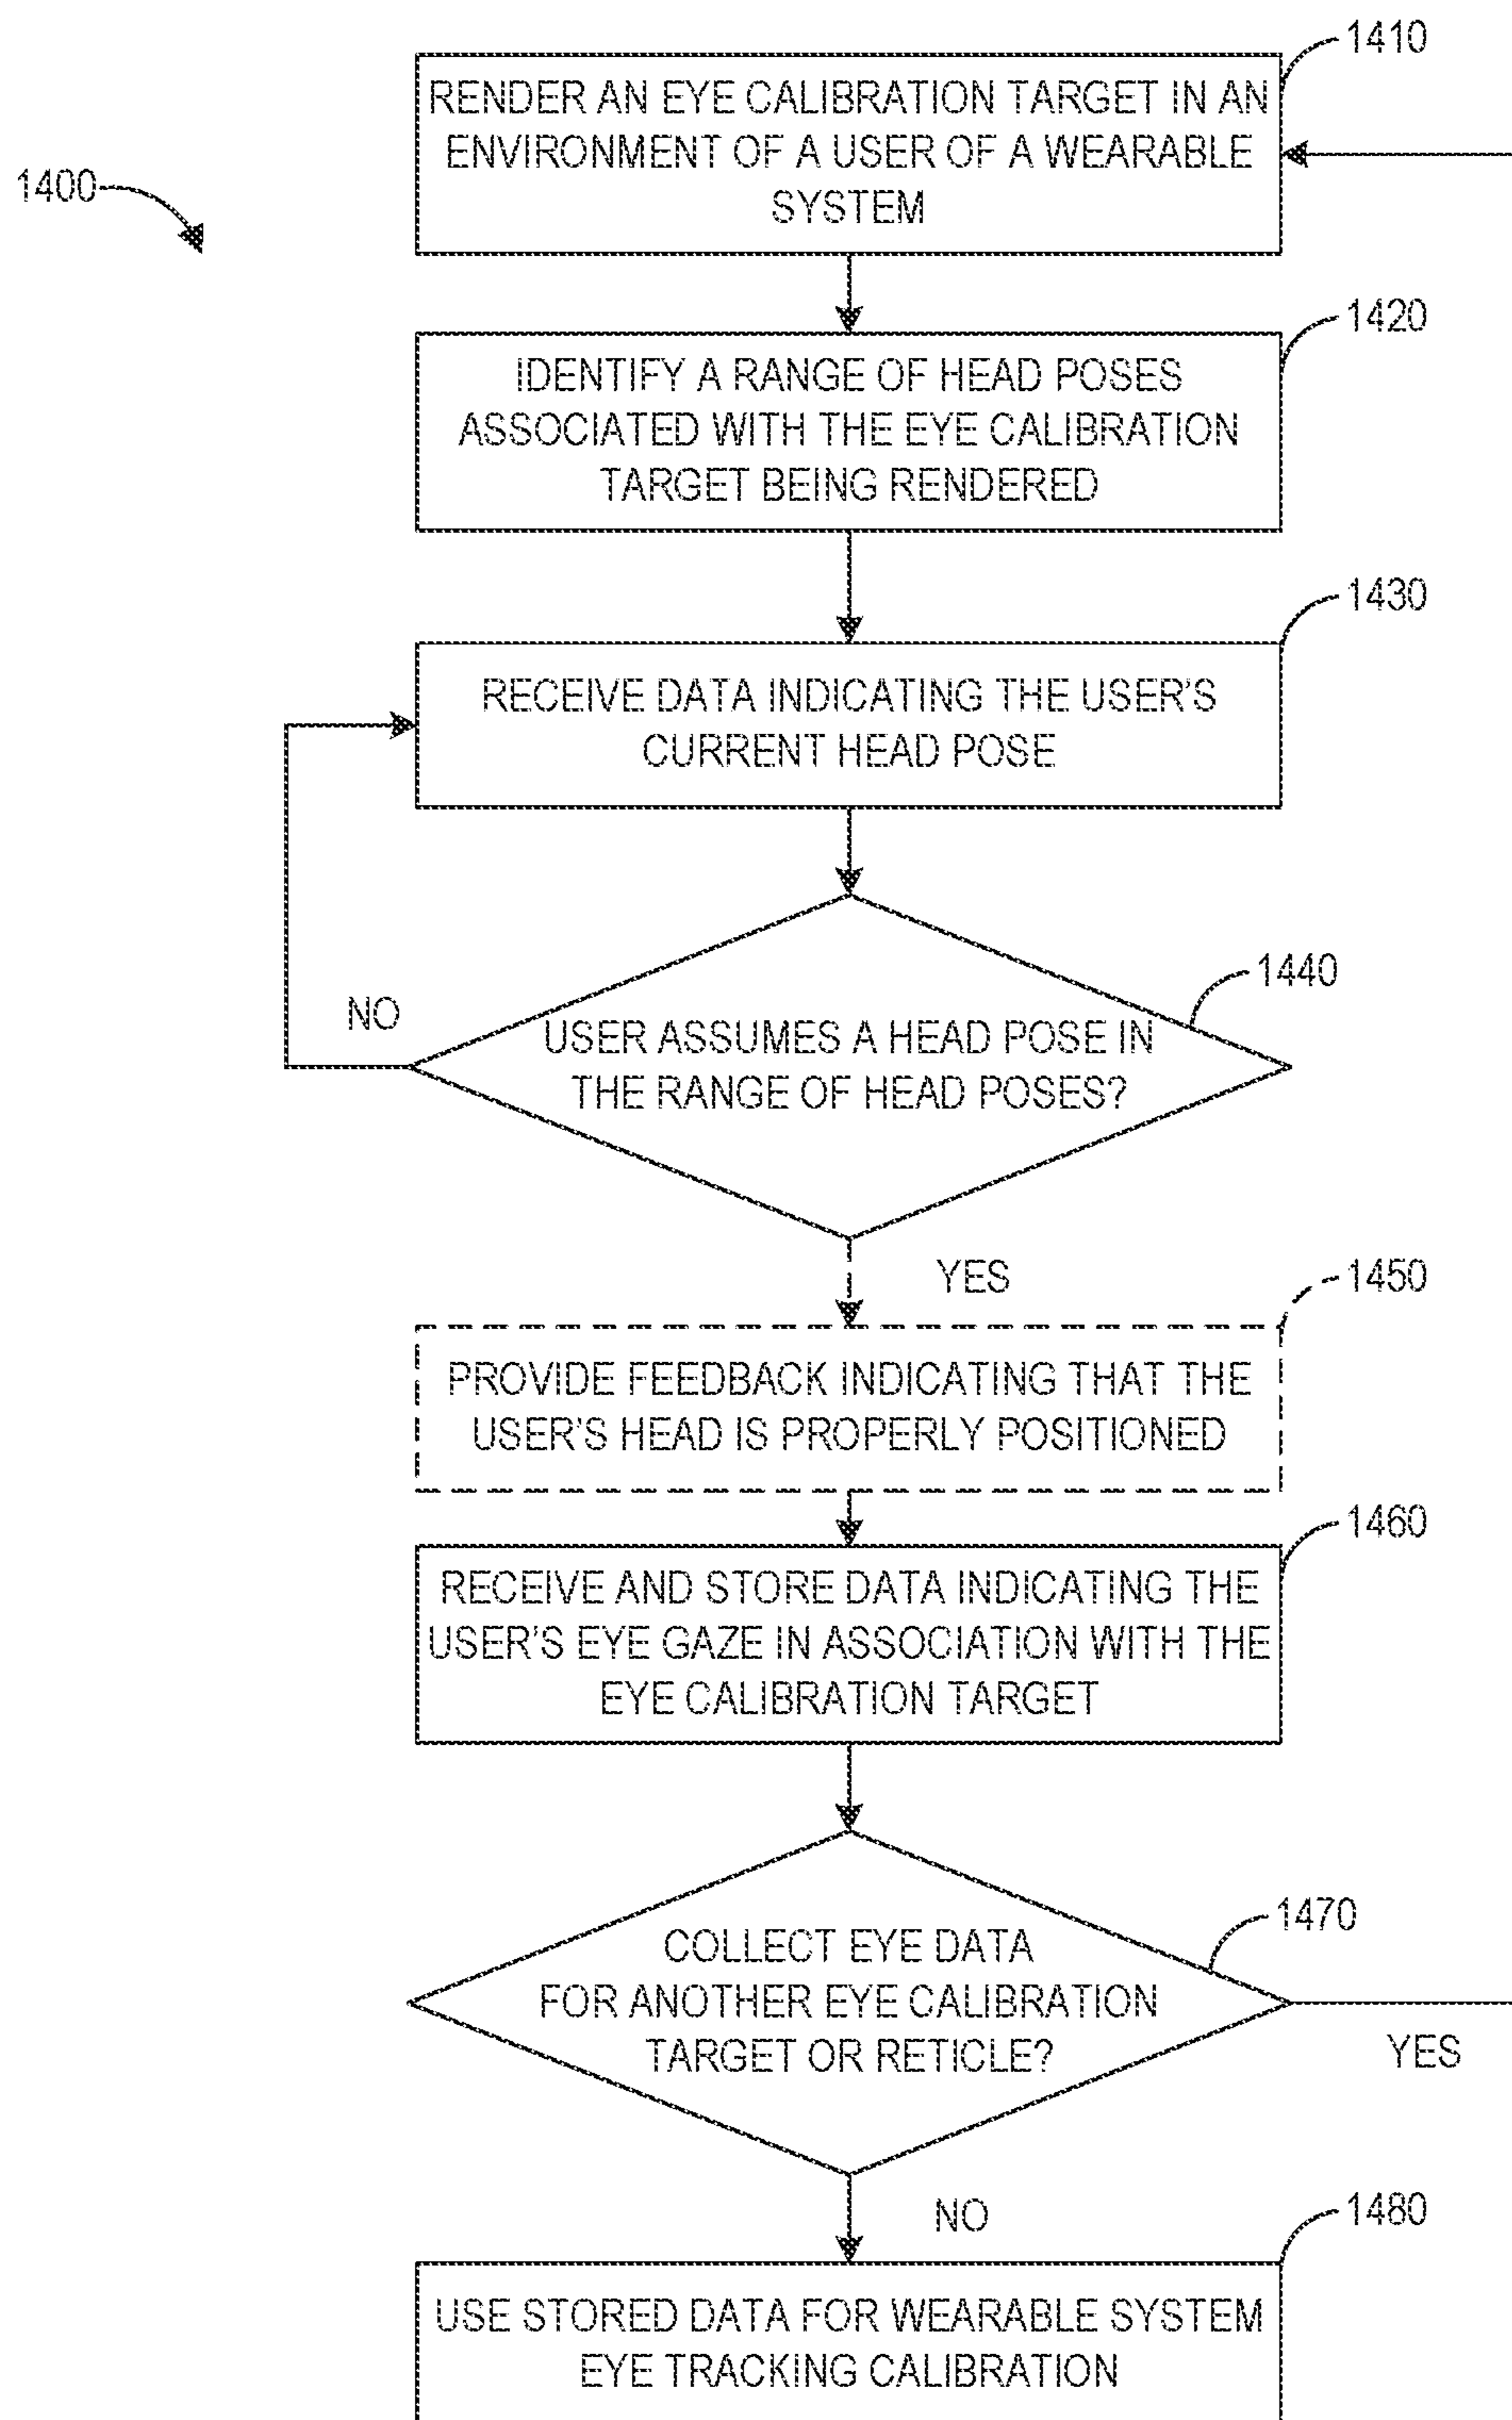 1410
RENDER AN EYE CALIBRATION TARGET IN AN
ENVIRONMENT OF A USER OF A WEARABLE
SYSTEM
1400
1420
IDENTIFY A RANGE OF HEAD POSES
ASSOCIATED WITH THE EYE CALIBRATION
TARGET BEING RENDERED
1430
RECEIVE DATA INDICATING THE USER'S
CURRENT HEAD POSE
1440
NO
USER ASSUMES A HEAD POSE IN
THE RANGE OF HEAD POSES?
YES
1450
PROVIDE FEEDBACK INDICATING THAT THE
USER'S HEAD IS PROPERLY POSITIONED
1460
RECEIVE AND STORE DATA INDICATING THE
USER'S EYE GAZE IN ASSOCIATION WITH THE
EYE CALIBRATION TARGET
1470
COLLECT EYE DATA
FOR ANOTHER EYE CALIBRATION
TARGET OR RETICLE?
YES
NO
1480
USE STORED DATA FOR WEARABLE SYSTEM
EYE TRACKING CALIBRATION